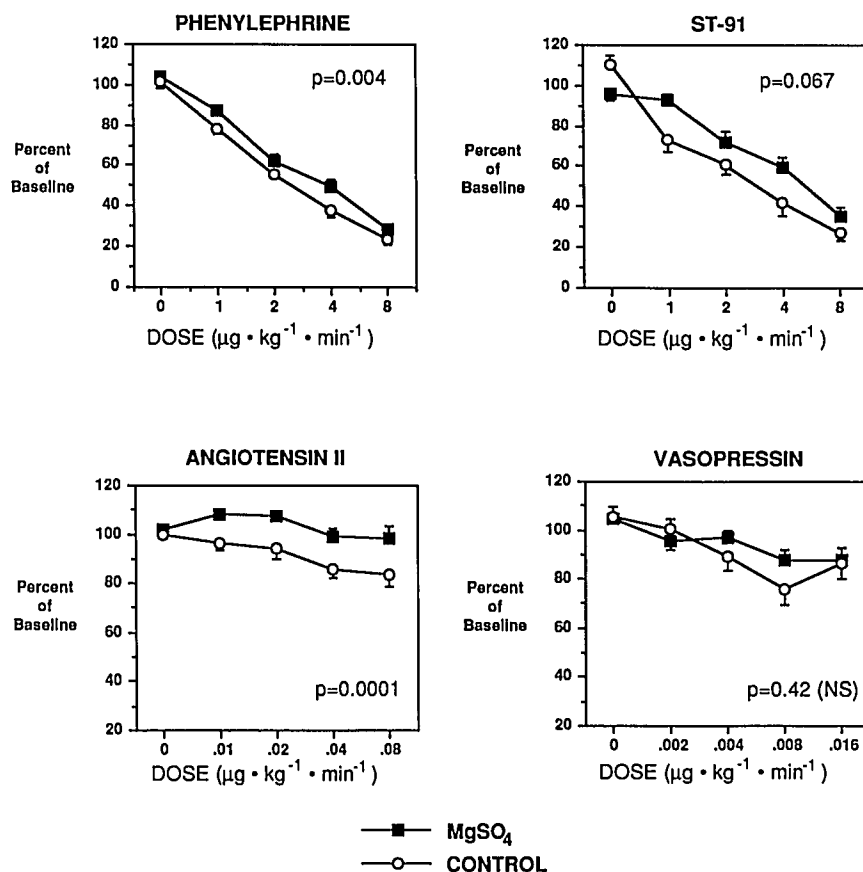 PHENYLEPHRINE
120
100
80
60
40
20
0
Percent
of
Baseline
p=0.004
0 1 2 4 8
DOSE (µg • kg⁻¹ • min⁻¹ )
ST-91
120
100
80
60
40
20
0
Percent
of
Baseline
p=0.067
0 1 2 4 8
DOSE (µg • kg⁻¹ • min⁻¹ )
ANGIOTENSIN II
120
100
80
60
40
20
Percent
of
Baseline
p=0.0001
0 .01 .02 .04 .08
DOSE (µg • kg⁻¹ • min⁻¹ )
VASOPRESSIN
120
100
80
60
40
20
Percent
of
Baseline
p=0.42 (NS)
0 .002 .004 .008 .016
DOSE (µg • kg⁻¹ • min⁻¹ )
MgSO₄
CONTROL